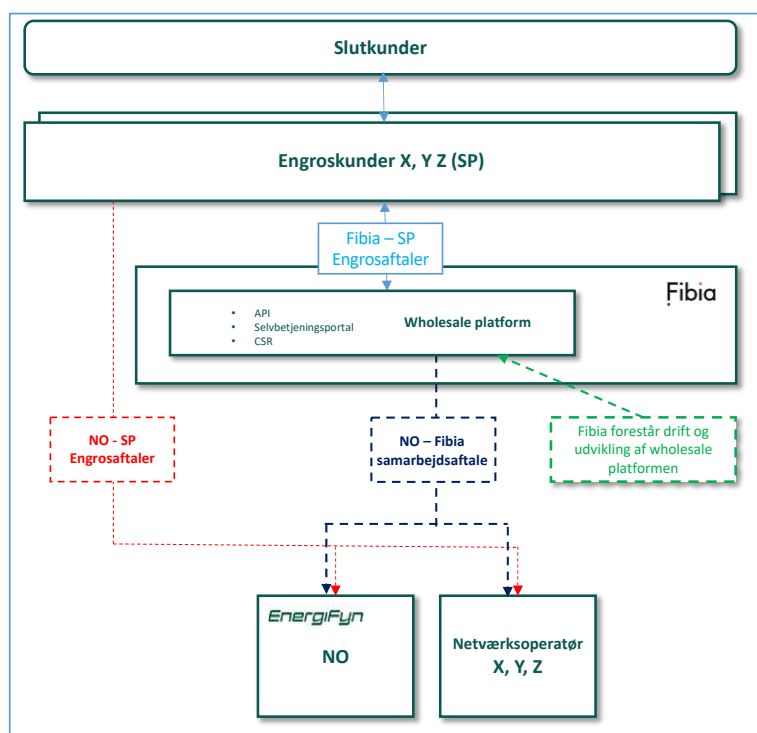 Slutkunder
Engroskunder X, Y Z (SP)
Fibia – SP
Engrosaftaler
Fibia
• API
• Selvbetjeningsportal
• CSR
Wholesale platform
NO - SP
Engrosaftaler
NO – Fibia
samarbejdsaftale
Fibia forestår drift og
udvikling af wholesale
platformen
EnergiFyn
NO
Netværksoperatør
X, Y, Z